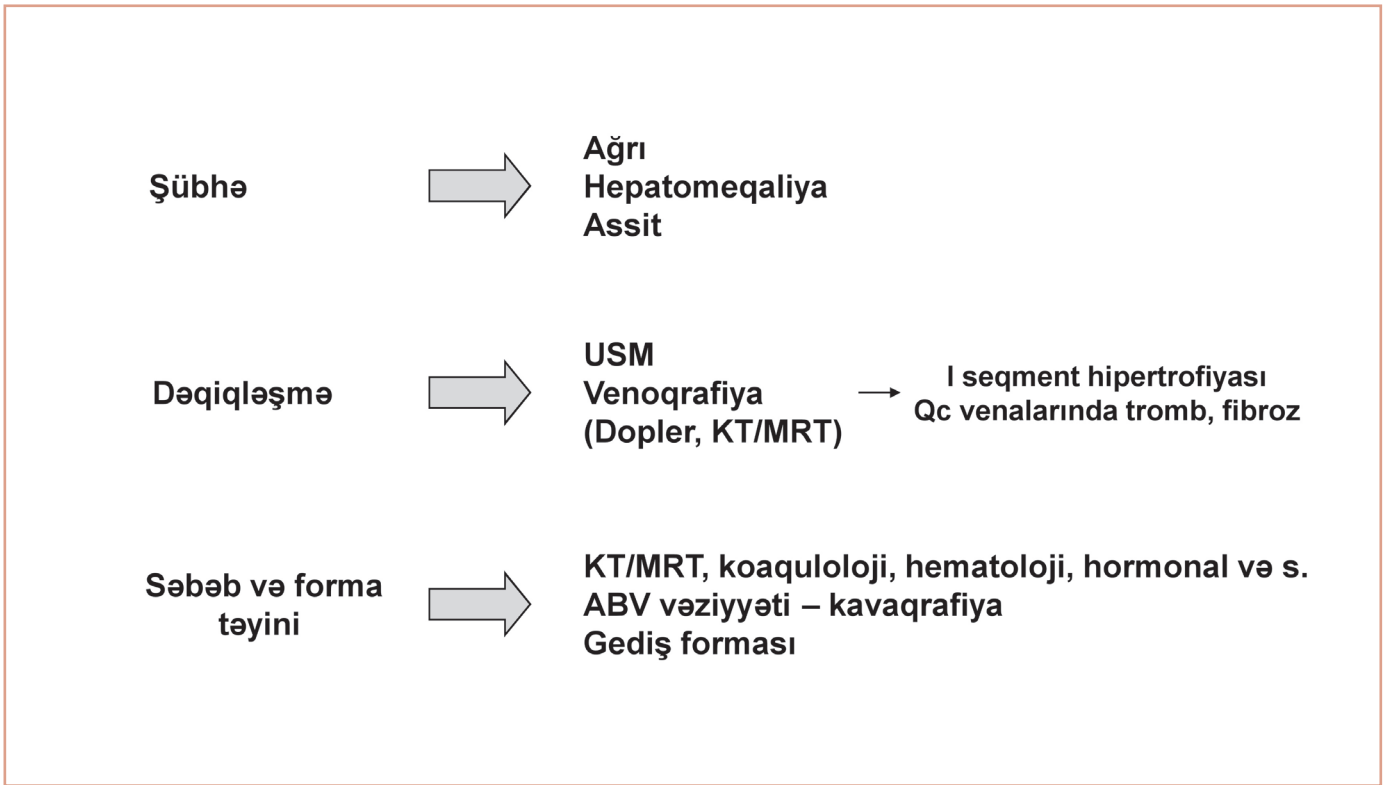 Şübhə
Ağrı
Hepatomeqaliya
Assit
Dəqiqləşmə
USM
Venoqrafiya
(Dopler, KT/MRT)
I seqment hipertrofiyası
Qc venalarında tromb, fibroz
Səbəb və forma
təyini
KT/MRT, koaquloloji, hematoloji, hormonal və s.
ABV vəziyyəti – kavaqrafiya
Gediş forması